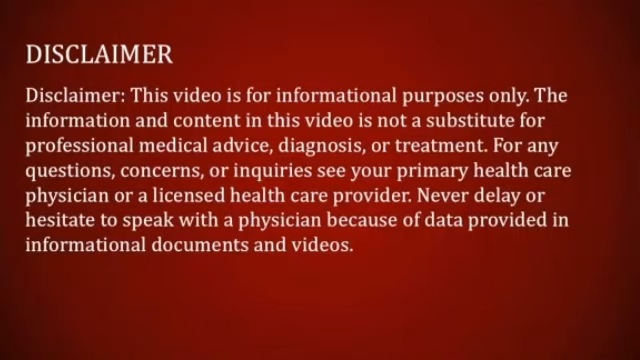 DISCLAIMER
Disclaimer: This video is for informational purposes only. The
information and content in this video is not a substitute for
professional medical advice, diagnosis, or treatment. For any
questions, concerns, or inquiries see your primary health care
physician or a licensed health care provider. Never delay or
hesitate to speak with a physician because of data provided in
informational documents and videos.